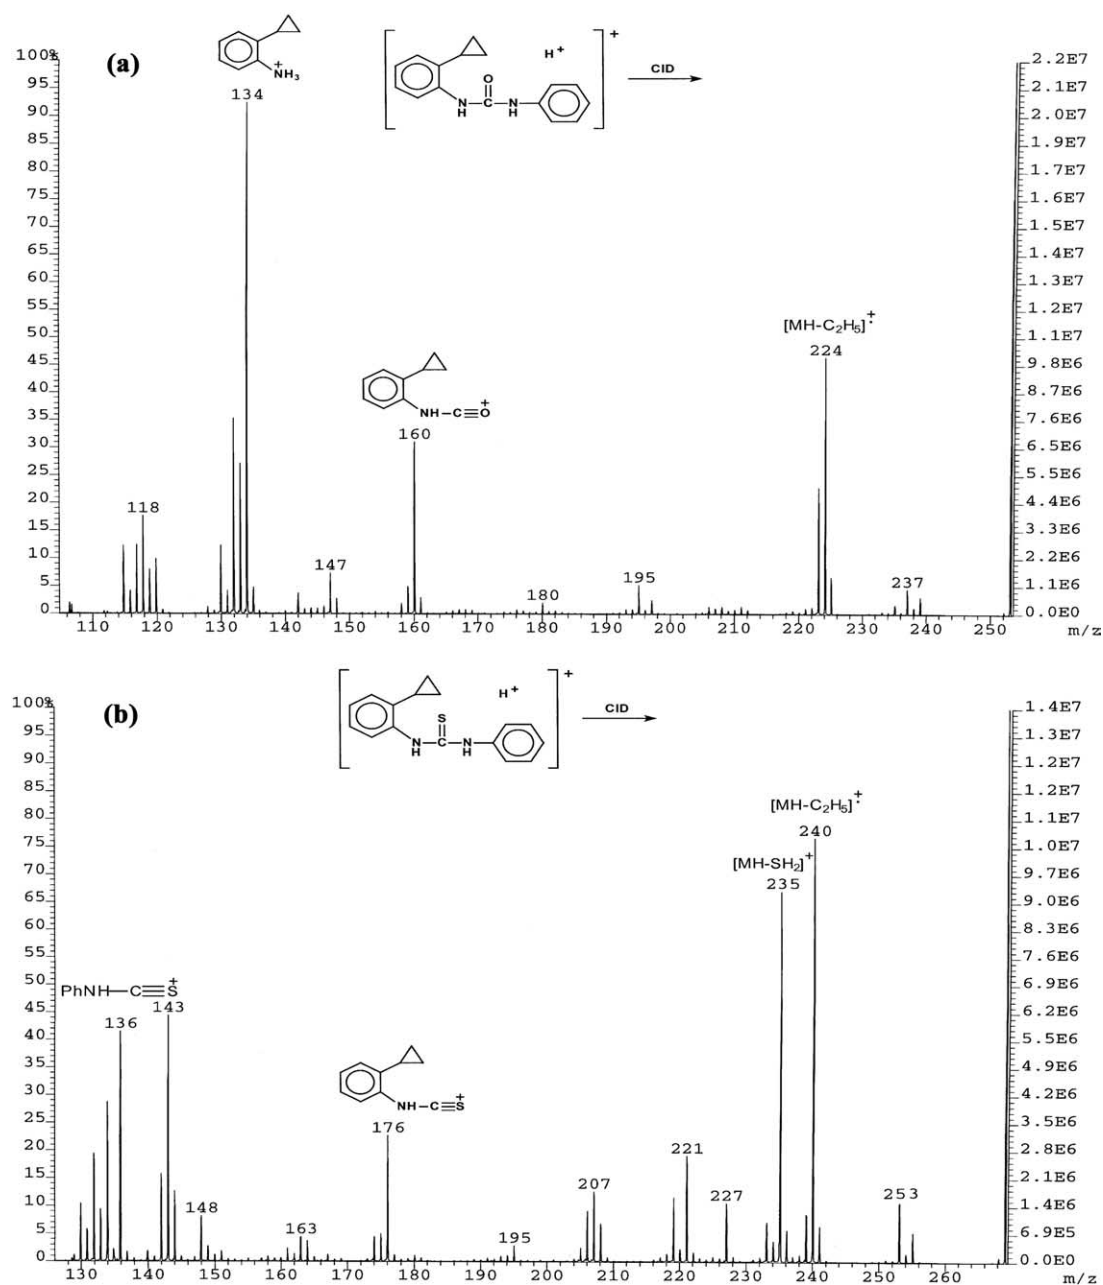 (a)
NH₃
+
H⁺
+
O
N
H
C
N
H
CID
100%
95
90
85
80
75
70
65
60
55
50
45
40
35
30
25
20
15
10
5
0
2.2E7
2.1E7
2.0E7
1.9E7
1.7E7
1.6E7
1.5E7
1.4E7
1.3E7
1.2E7
1.1E7
9.8E6
8.7E6
7.6E6
6.5E6
5.5E6
4.4E6
3.3E6
2.2E6
1.1E6
0.0E0
134
[MH-C₂H₅]⁺·
224
NH—C≡O⁺
160
118
147
180
195
237
110 120 130 140 150 160 170 180 190 200 210 220 230 240 250
m/z
(b)
H⁺
+
S
N
H
C
N
H
CID
100%
95
90
85
80
75
70
65
60
55
50
45
40
35
30
25
20
15
10
5
0
1.4E7
1.3E7
1.2E7
1.2E7
1.1E7
1.0E7
9.7E6
9.0E6
8.3E6
7.6E6
6.9E6
6.2E6
5.5E6
4.9E6
4.2E6
3.5E6
2.8E6
2.1E6
1.4E6
6.9E5
0.0E0
[MH-C₂H₅]⁺·
240
[MH-SH₂]⁺
235
PhNH—C≡S⁺
143
136
NH—C≡S⁺
176
148
163
195
207
221
227
253
130 140 150 160 170 180 190 200 210 220 230 240 250 260
m/z